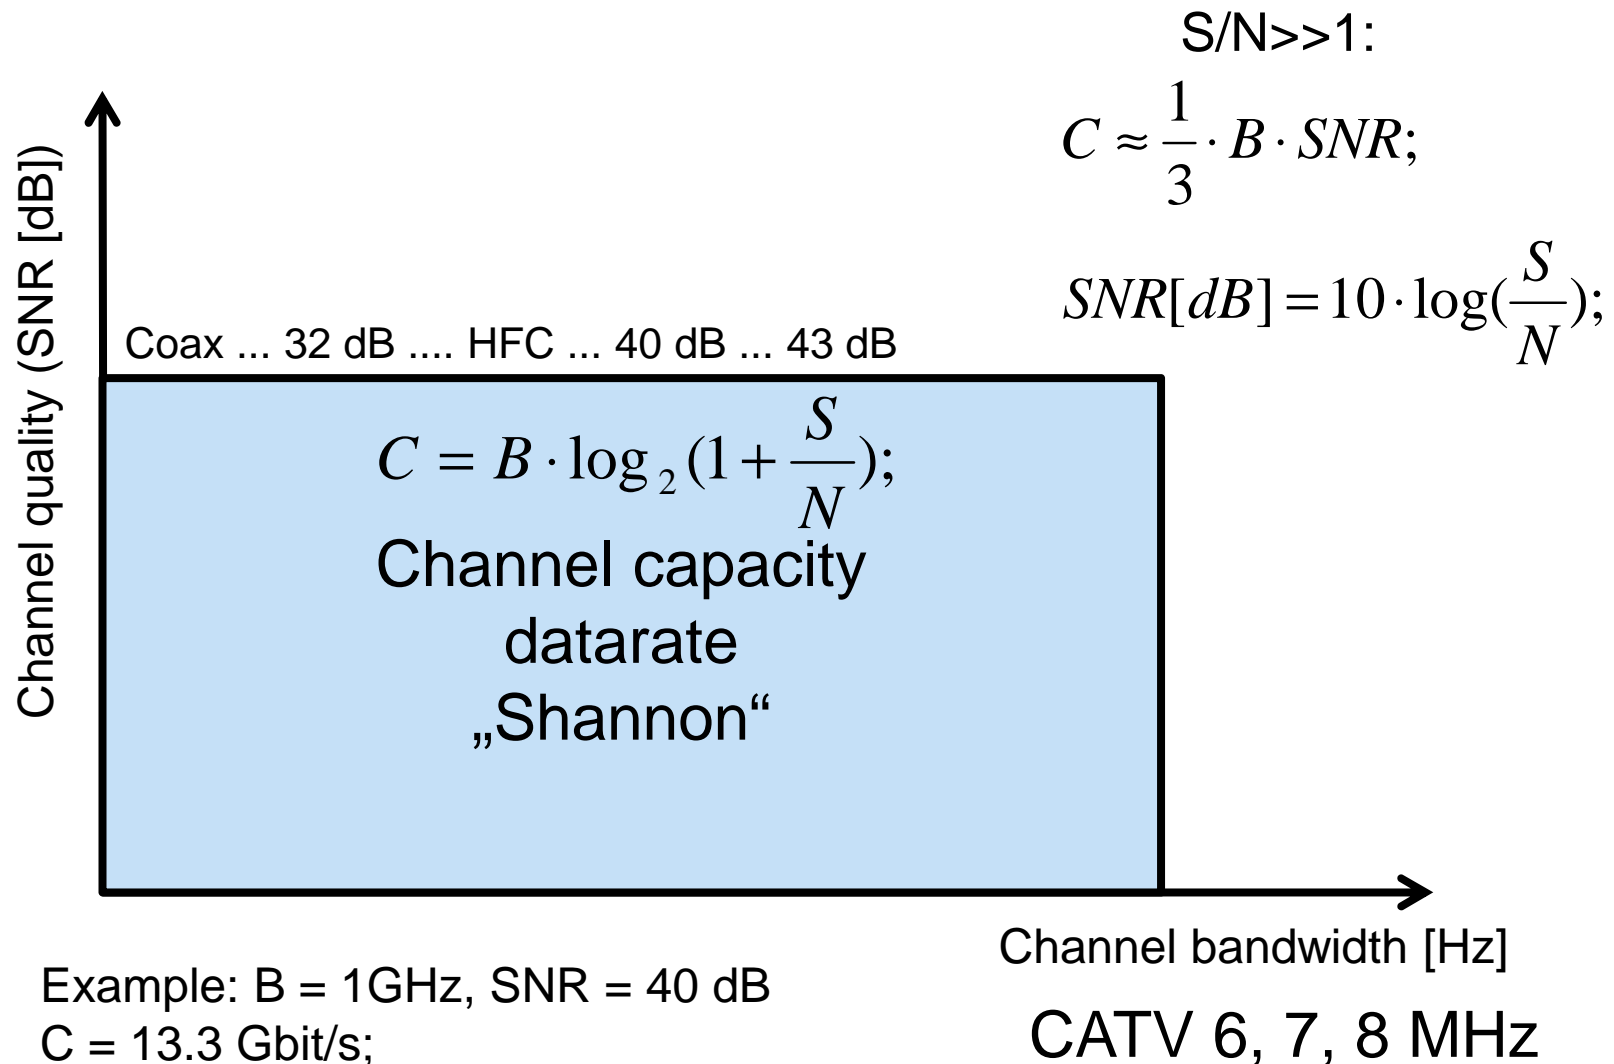 S/N>>1:
C ≈ 1/3 · B · SNR;
SNR[dB] = 10 · log(S/N);
Channel quality (SNR [dB])
Coax ... 32 dB .... HFC ... 40 dB ... 43 dB
C = B · log₂(1 + S/N);
Channel capacity
datarate
„Shannon“
Channel bandwidth [Hz]
Example: B = 1GHz, SNR = 40 dB
C = 13.3 Gbit/s;
CATV 6, 7, 8 MHz